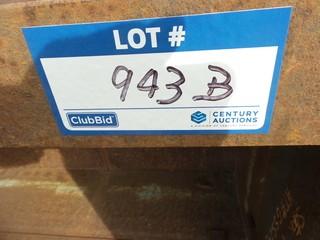 LOT #
943 B
ClubBid
CENTURY
AUCTIONS